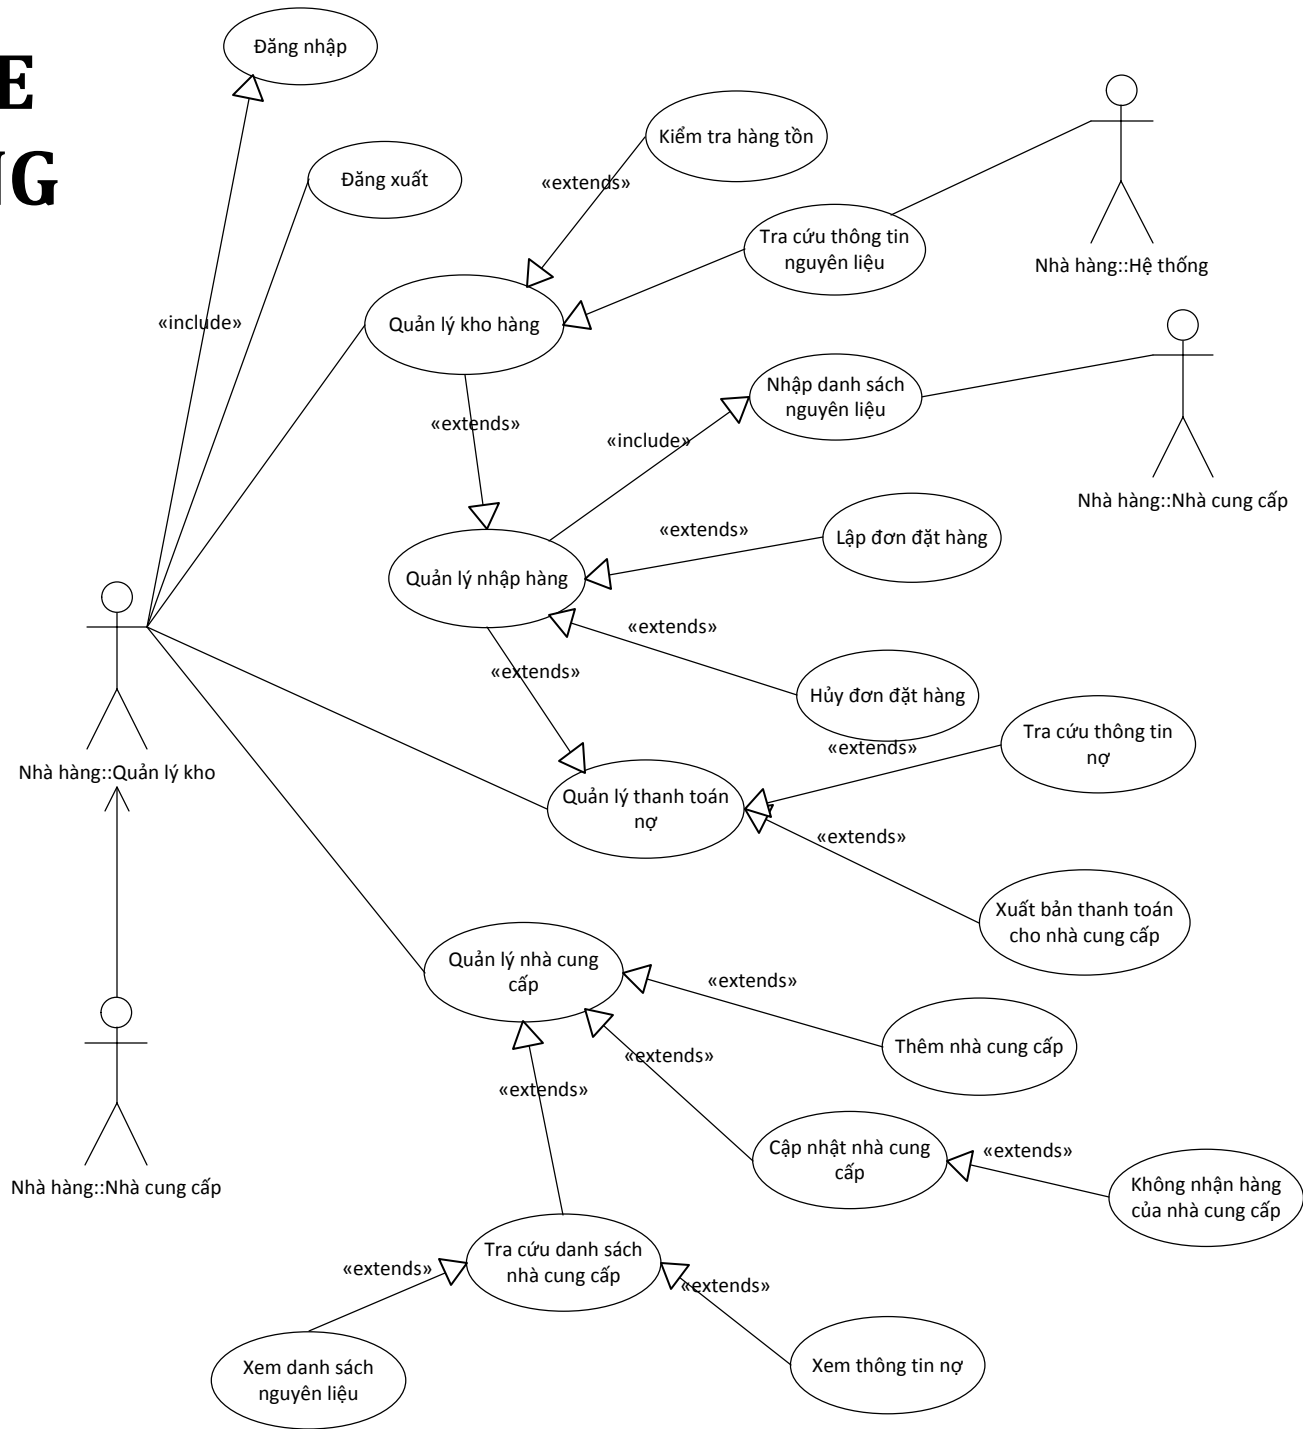 E
NG
Đăng nhập
Đăng xuất
Kiểm tra hàng tồn
«extends»
Tra cứu thông tin
nguyên liệu
Nhà hàng::Hệ thống
«include»
Quản lý kho hàng
Nhập danh sách
nguyên liệu
«extends»
«include»
Nhà hàng::Nhà cung cấp
«extends»
Lập đơn đặt hàng
Quản lý nhập hàng
«extends»
«extends»
Hủy đơn đặt hàng
Tra cứu thông tin
nợ
«extends»
Nhà hàng::Quản lý kho
Quản lý thanh toán
nợ
«extends»
Xuất bản thanh toán
cho nhà cung cấp
Quản lý nhà cung
cấp
«extends»
Thêm nhà cung cấp
«extends»
«extends»
Cập nhật nhà cung
cấp
«extends»
Không nhận hàng
của nhà cung cấp
Nhà hàng::Nhà cung cấp
Tra cứu danh sách
nhà cung cấp
«extends»
«extends»
Xem danh sách
nguyên liệu
Xem thông tin nợ